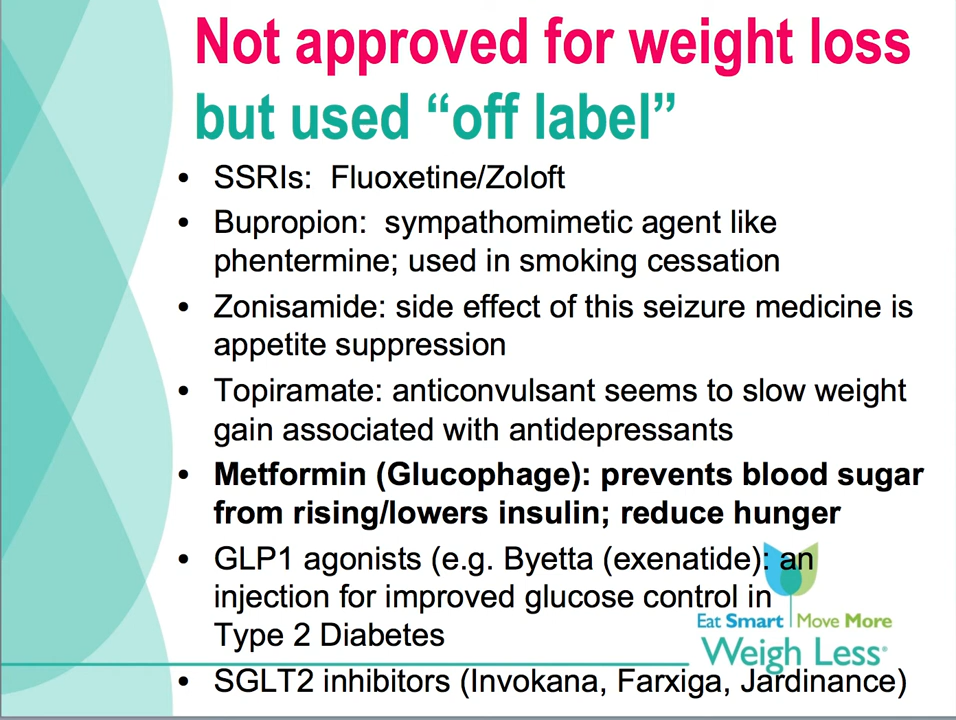 Not approved for weight loss
but used “off label”
• SSRIs: Fluoxetine/Zoloft
• Bupropion: sympathomimetic agent like
phentermine; used in smoking cessation
• Zonisamide: side effect of this seizure medicine is
appetite suppression
• Topiramate: anticonvulsant seems to slow weight
gain associated with antidepressants
• Metformin (Glucophage): prevents blood sugar
from rising/lowers insulin; reduce hunger
• GLP1 agonists (e.g. Byetta (exenatide): an
injection for improved glucose control in
Type 2 Diabetes
Eat Smart | Move More
Weigh Less®
• SGLT2 inhibitors (Invokana, Farxiga, Jardinance)